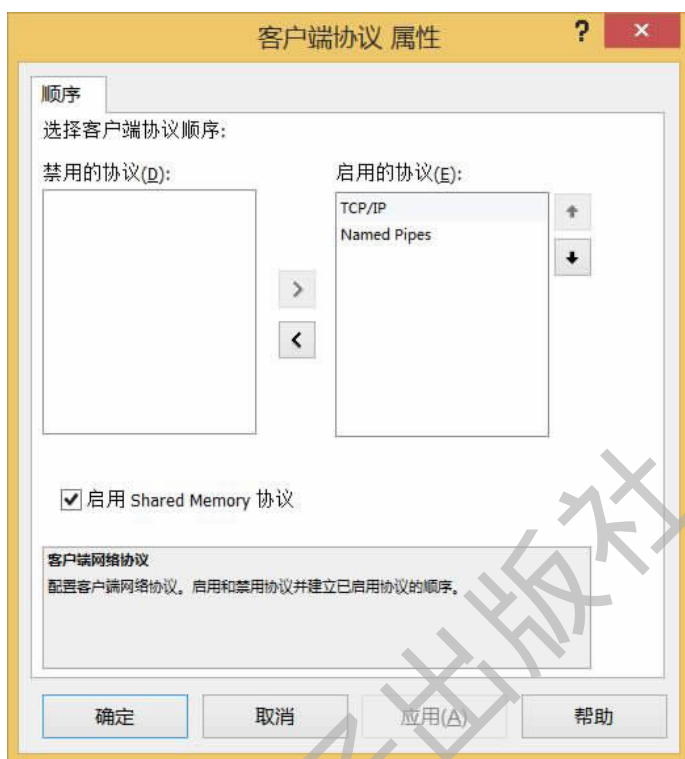 客户端协议 属性
?
×
顺序
选择客户端协议顺序:
禁用的协议(D):
启用的协议(E):
TCP/IP
Named Pipes
>
<
启用 Shared Memory 协议
客户端网络协议
配置客户端网络协议。启用和禁用协议并建立已启用协议的顺序。
确定
取消
应用(A)
帮助
出版社